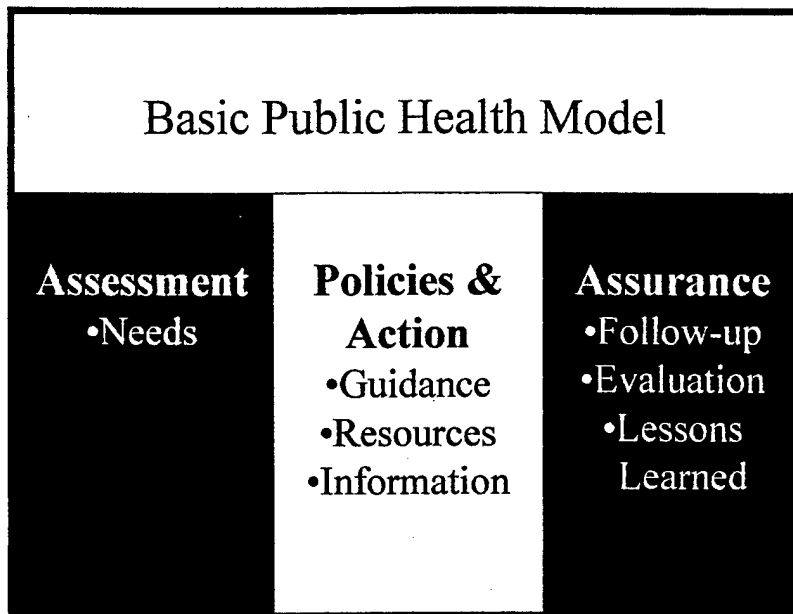 Basic Public Health Model
Assessment
•Needs
Policies &
Action
•Guidance
•Resources
•Information
Assurance
•Follow-up
•Evaluation
•Lessons
Learned